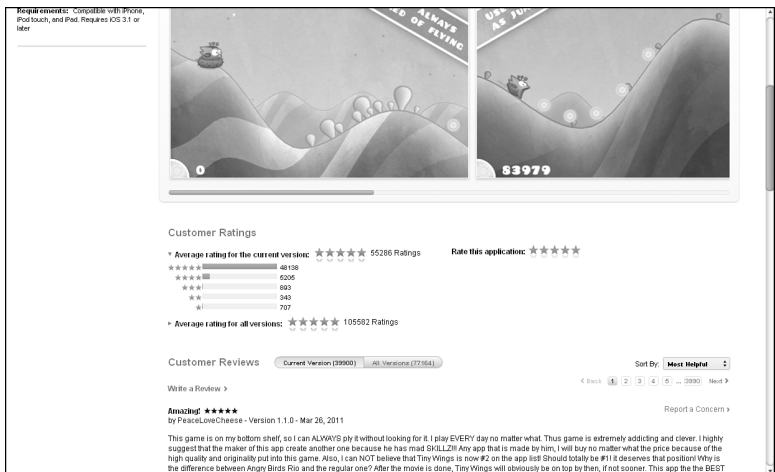 Requirements: Compatible with iPhone,
iPod touch, and iPad. Requires iOS 3.1 or
later
ALWAYS
ED OF FLYING
USE
AS JUM
0
83979
Customer Ratings
Average rating for the current version: 55286 Ratings
Rate this application:
48138
5205
893
343
707
Average rating for all versions: 105582 Ratings
Customer Reviews
Current Version (39900)
All Versions (77164)
Sort By: Most Helpful
Back 1 2 3 4 5 ... 3990 Next
Write a Review
Report a Concern
Amazing! ★★★★★
by PeaceLoveCheese - Version 1.1.0 - Mar 26, 2011
This game is on my bottom shelf, so I can ALWAYS ply it without looking for it. I play EVERY day no matter what. Thus game is extremely addicting and clever. I highly
suggest that the maker of this app create another one because he has mad SKILLZ!!! Any app that is made by him, I will buy no matter what the price because of the
high quality and originality put into this game. Also, I can NOT believe that Tiny Wings is now #2 on the app list! Should totally be #1! It deserves that position! Why is
the difference between Angry Birds Rio and the regular one? After the movie is done, Tiny Wings will obviously be on top by then, if not sooner. This app the the BEST